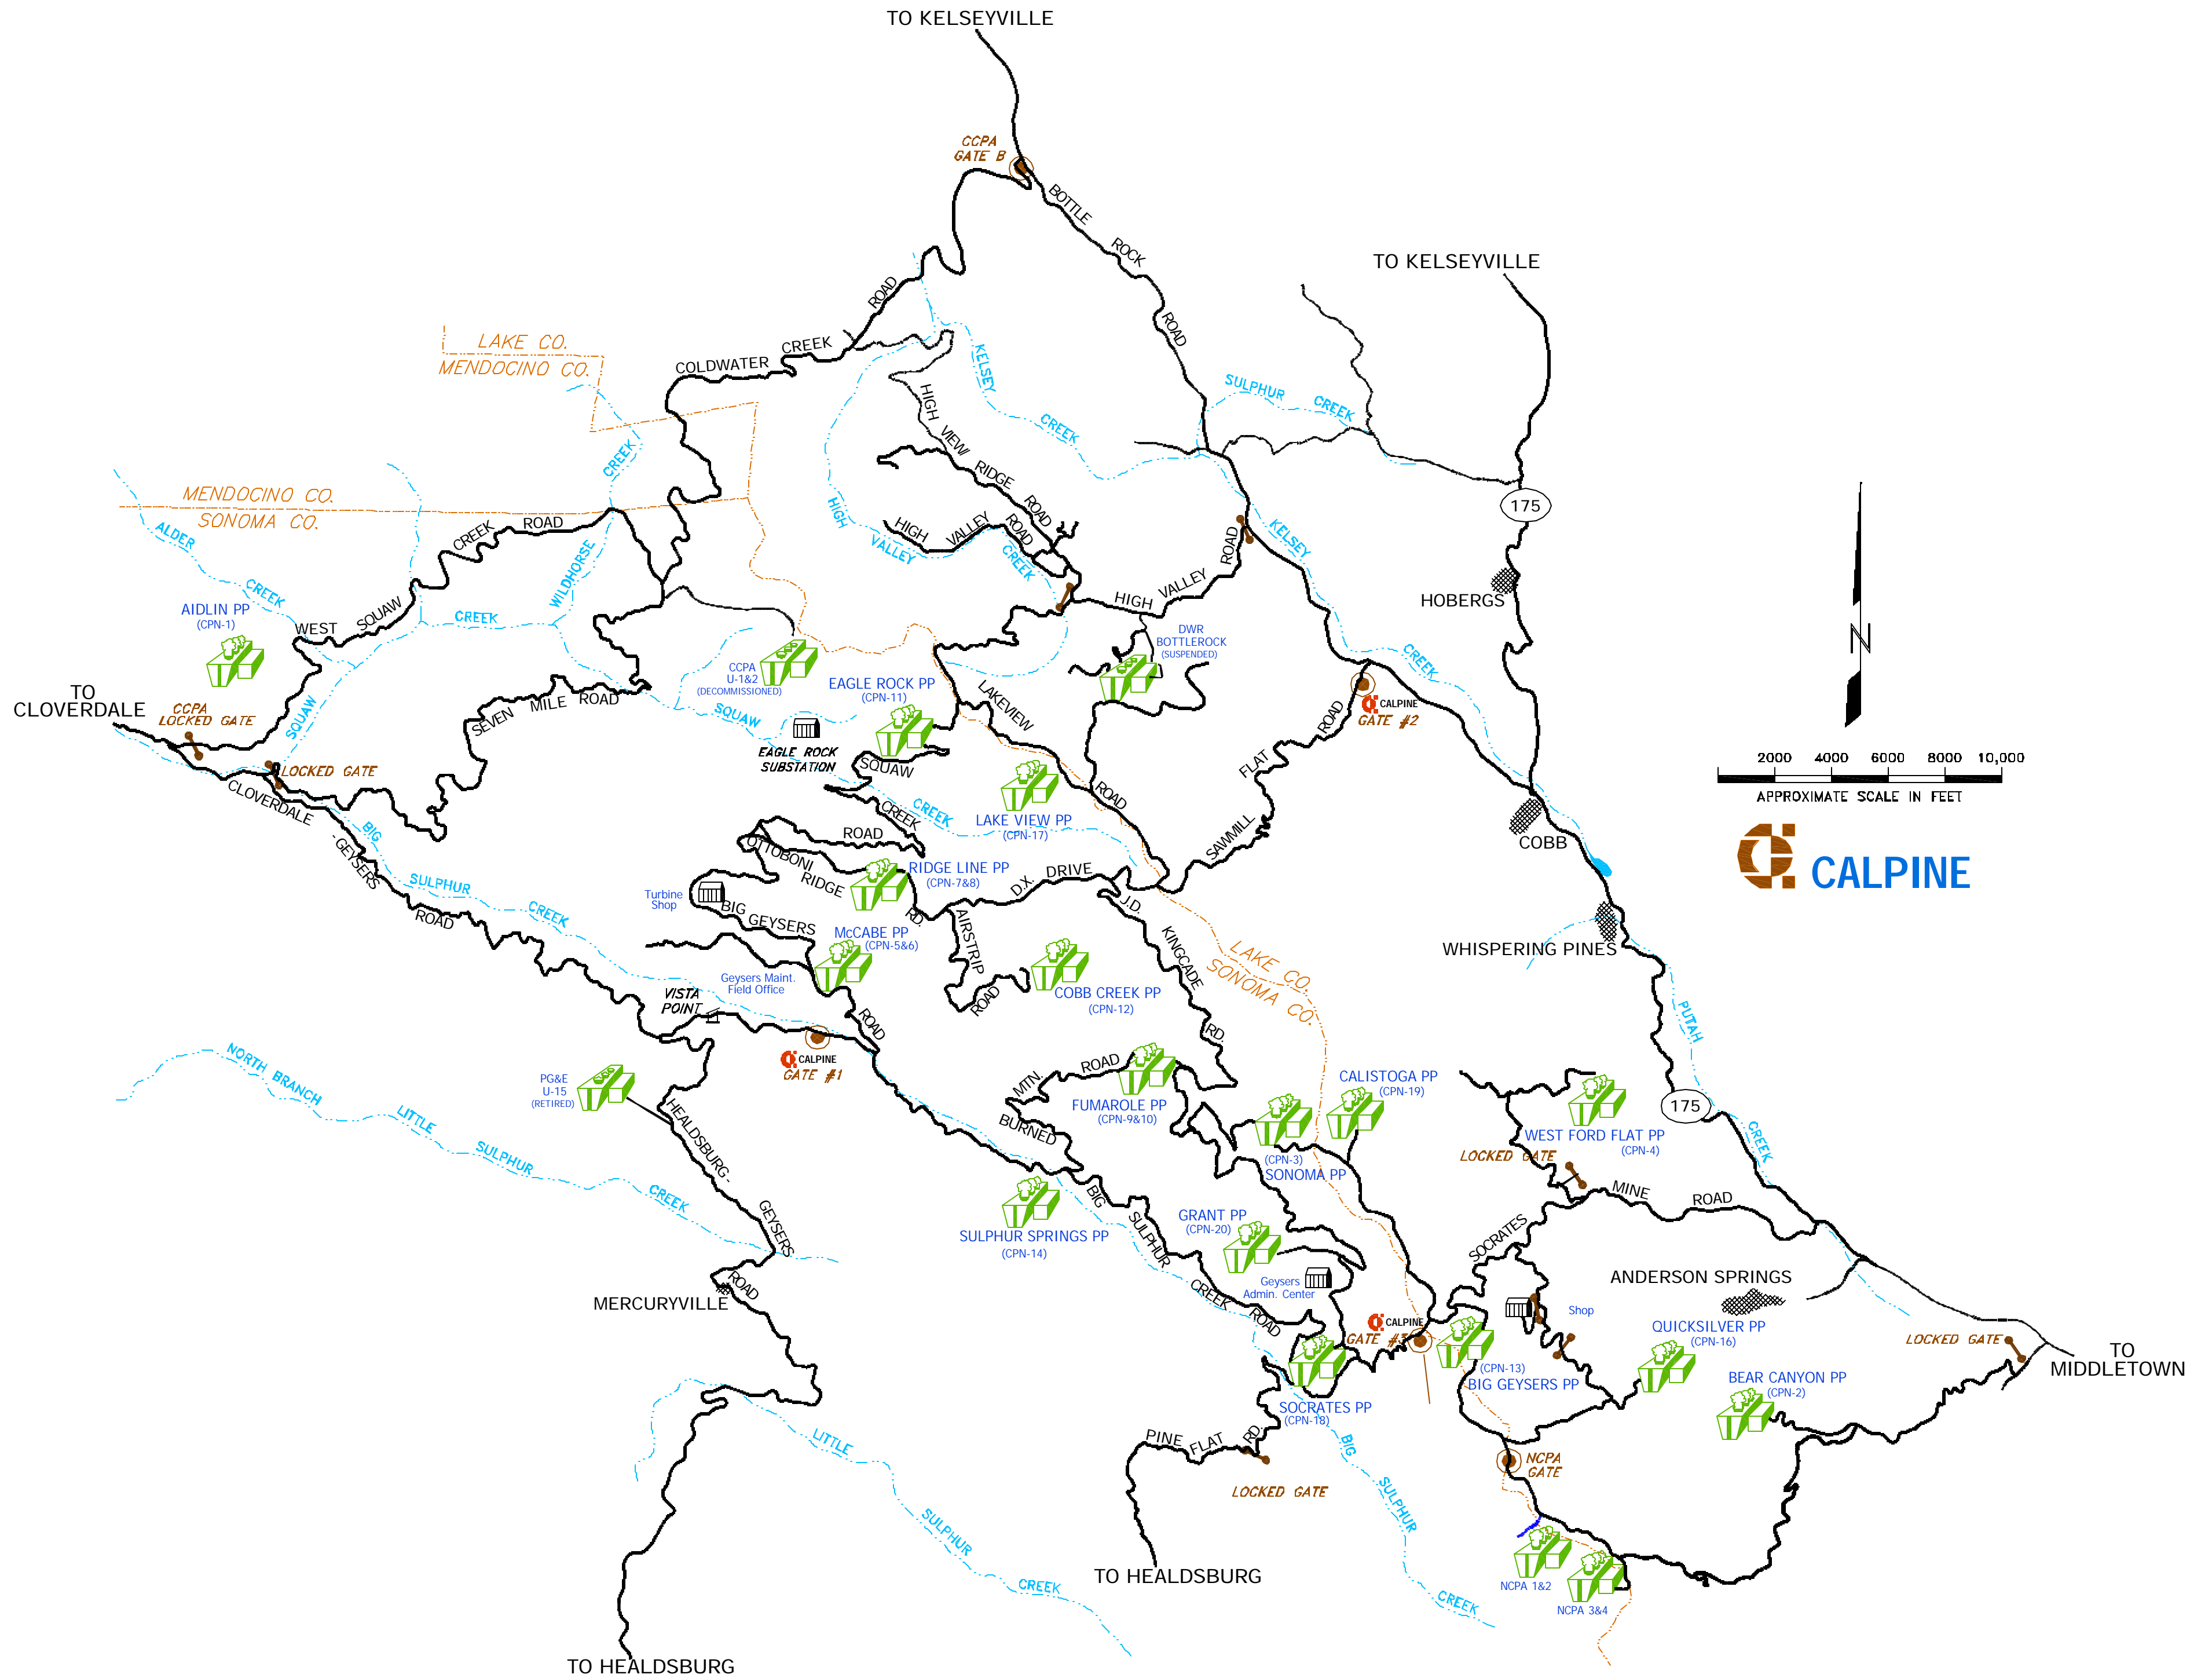 TO KELSEYVILLE
CCPA
GATE B
BOTTLE
ROCK
ROAD
TO KELSEYVILLE
ROAD
CREEK
COLDWATER
LAKE CO.
MENDOCINO CO.
KELSEY
CREEK
SULPHUR
CREEK
HIGH
VIEW
RIDGE
ROAD
CREEK
MENDOCINO CO.
SONOMA CO.
175
ALDER
CREEK
CREEK
ROAD
HIGH
VALLEY
CREEK
HIGH
VALLEY
ROAD
KELSEY
ROAD
VALLEY
HIGH
WILDHORSE
HOBERGS
AIDLIN PP
(CPN-1)
WEST
SQUAW
CREEK
DWR
BOTTLEROCK
(SUSPENDED)
CREEK
N
CCPA
U-1&2
(DECOMMISSIONED)
EAGLE ROCK PP
(CPN-11)
LAKEVIEW
TO
CLOVERDALE
CCPA
LOCKED GATE
SQUAW
SEVEN
MILE
ROAD
SQUAW
CALPINE
GATE #2
ROAD
FLAT
SAWMILL
EAGLE ROCK
SUBSTATION
SQUAW
LOCKED GATE
2000
4000
6000
8000
10,000
APPROXIMATE SCALE IN FEET
CLOVERDALE
- GEYSERS
ROAD
BIG
CREEK
CREEK
ROAD
ROAD
LAKE VIEW PP
(CPN-17)
COBB
CALPINE
OTTOBONI
RIDGE
RD.
RIDGE LINE PP
(CPN-7&8)
D.X.
DRIVE
SULPHUR
CREEK
Turbine
Shop
BIG
GEYSERS
McCABE PP
(CPN-5&6)
AIRSTRIP
ROAD
J.D.
KINGCADE
RD.
LAKE CO.
SONOMA CO.
WHISPERING PINES
Geysers Maint.
Field Office
VISTA
POINT
ROAD
COBB CREEK PP
(CPN-12)
PUTAH
CREEK
CALPINE
GATE #1
NORTH BRANCH
LITTLE
SULPHUR
CREEK
PG&E
U-15
(RETIRED)
MTN.
ROAD
BURNED
FUMAROLE PP
(CPN-9&10)
CALISTOGA PP
(CPN-19)
175
HEALDSBURG -
GEYSERS
ROAD
WEST FORD FLAT PP
(CPN-4)
LOCKED GATE
(CPN-3)
SONOMA PP
MINE
ROAD
SOCRATES
BIG
SULPHUR
CREEK
ROAD
SULPHUR SPRINGS PP
(CPN-14)
GRANT PP
(CPN-20)
Geysers
Admin. Center
ANDERSON SPRINGS
MERCURYVILLE
Shop
CALPINE
QUICKSILVER PP
(CPN-16)
LOCKED GATE
TO
MIDDLETOWN
(CPN-13)
BIG GEYSERS PP
BEAR CANYON PP
(CPN-2)
SOCRATES PP
(CPN-18)
PINE
FLAT
RD.
LOCKED GATE
BIG
SULPHUR
CREEK
NCPA
GATE
LITTLE
SULPHUR
CREEK
TO HEALDSBURG
NCPA 1&2
NCPA 3&4
TO HEALDSBURG